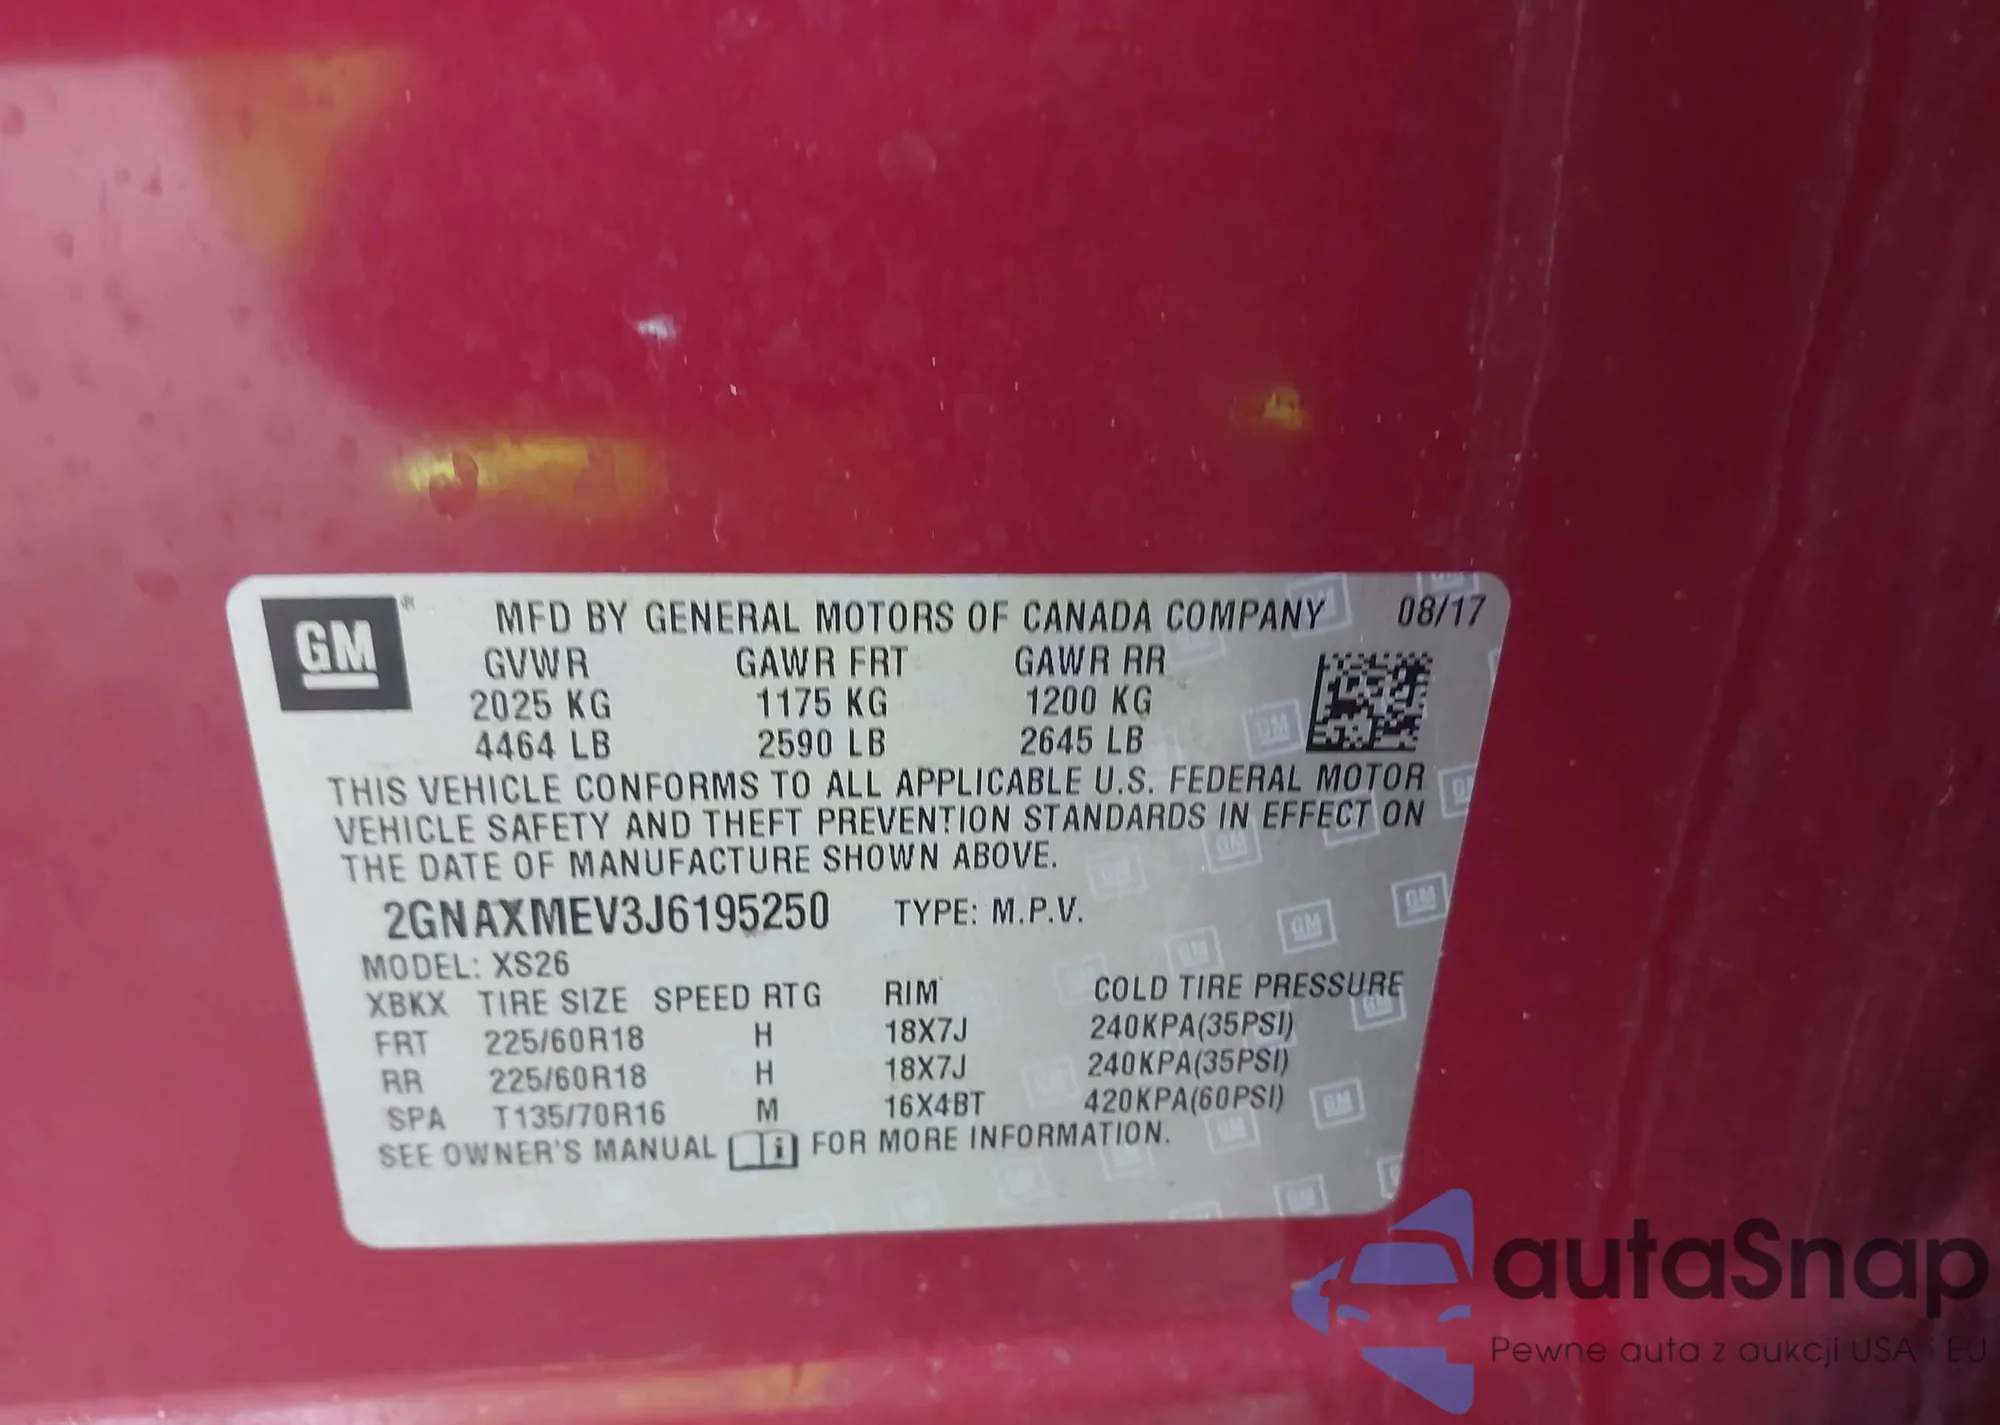 GM ® MFD BY GENERAL MOTORS OF CANADA COMPANY 08/17
GVWR GAWR FRT GAWR RR
2025 KG 1175 KG 1200 KG
4464 LB 2590 LB 2645 LB
THIS VEHICLE CONFORMS TO ALL APPLICABLE U.S. FEDERAL MOTOR
VEHICLE SAFETY AND THEFT PREVENTION STANDARDS IN EFFECT ON
THE DATE OF MANUFACTURE SHOWN ABOVE.
2GNAXMEV3J6195250 TYPE: M.P.V.
MODEL: XS26
XBKX TIRE SIZE SPEED RTG RIM COLD TIRE PRESSURE
FRT 225/60R18 H 18X7J 240KPA(35PSI)
RR 225/60R18 H 18X7J 240KPA(35PSI)
SPA T135/70R16 M 16X4BT 420KPA(60PSI)
SEE OWNER'S MANUAL i FOR MORE INFORMATION.
autaSnap
Pewne auta z aukcji USA i EU